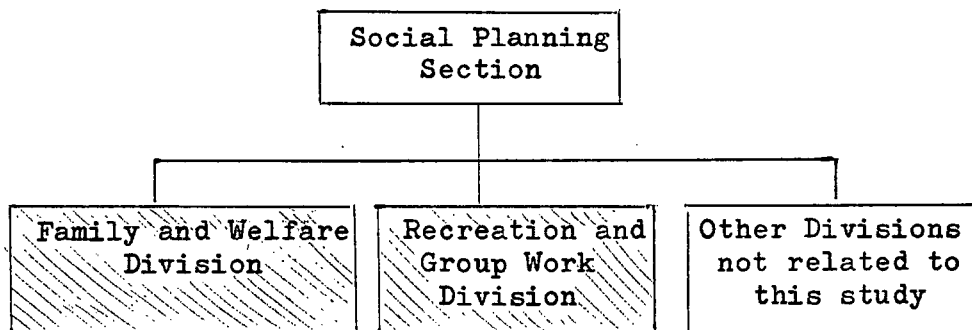 Social Planning
Section
Family and Welfare
Division
Recreation and
Group Work
Division
Other Divisions
not related to
this study